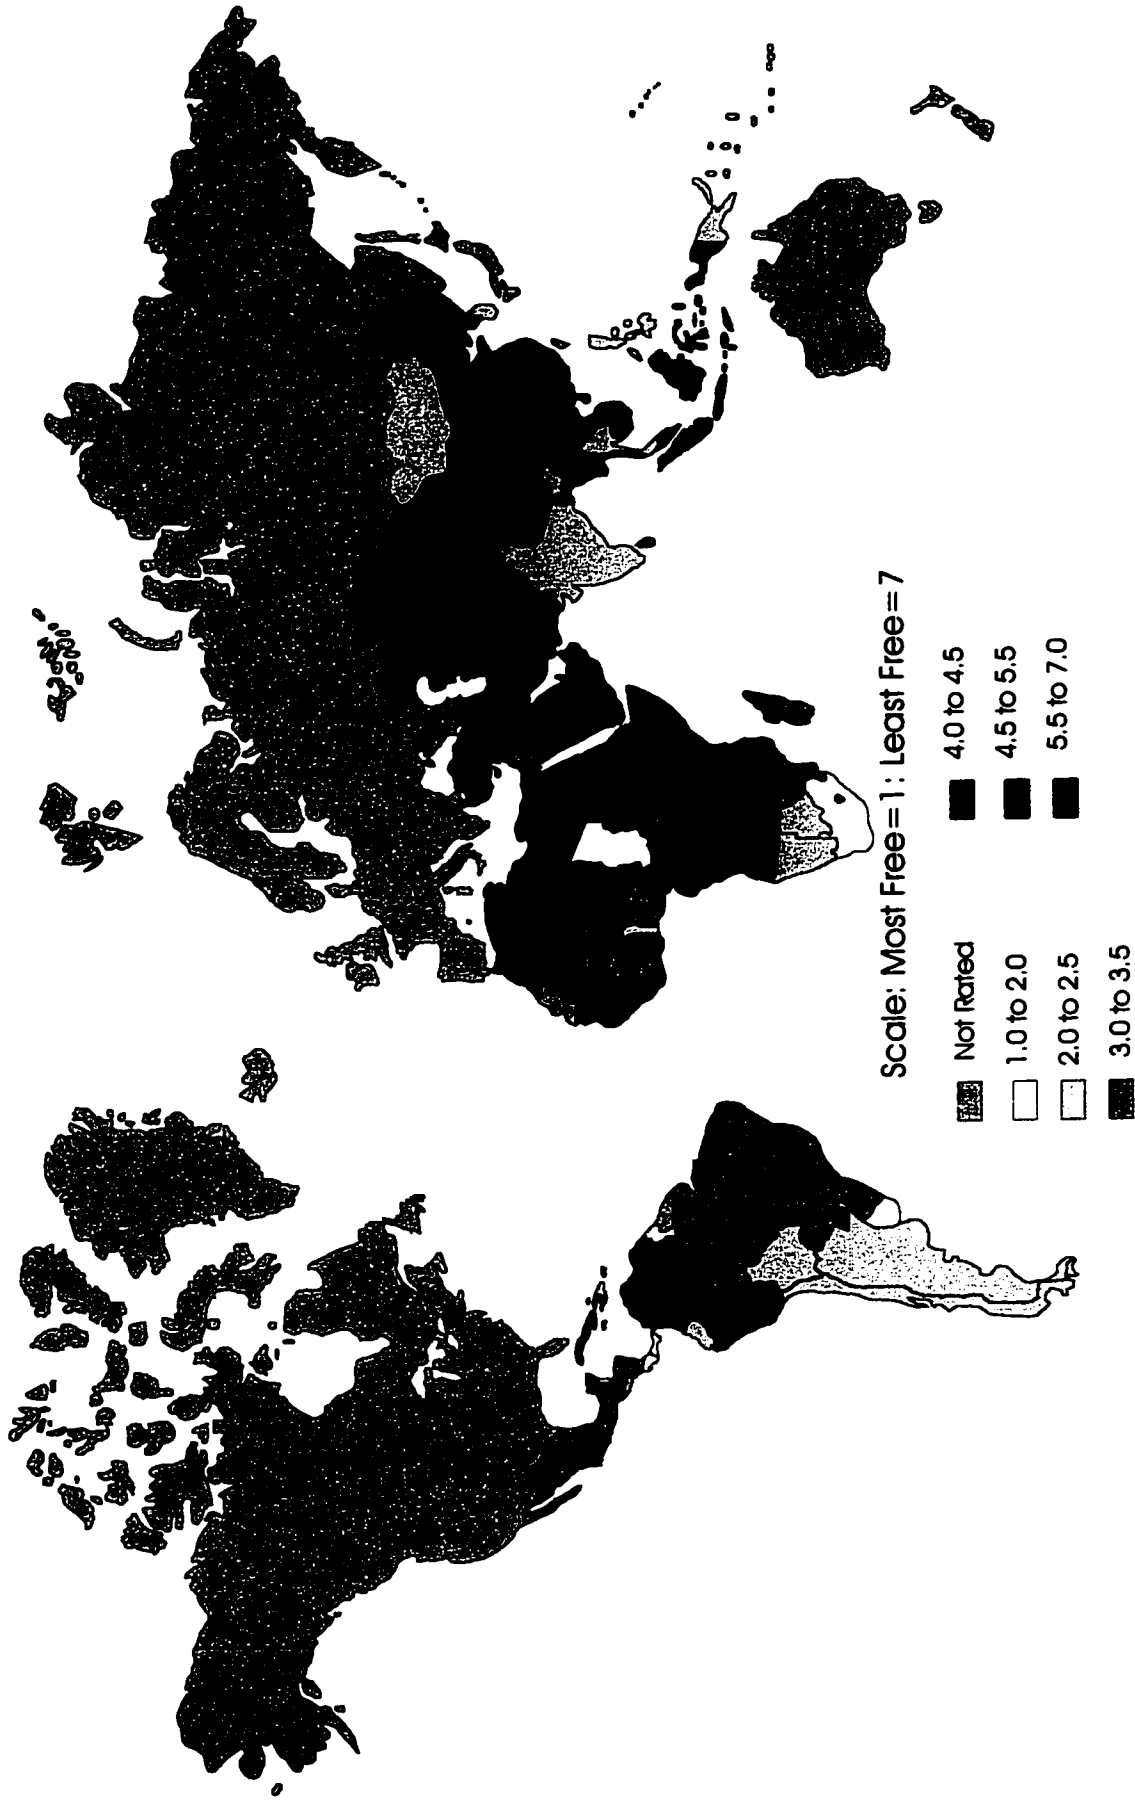 Scale: Most Free=1: Least Free=7
Not Rated
1.0 to 2.0
2.0 to 2.5
3.0 to 3.5
4.0 to 4.5
4.5 to 5.5
5.5 to 7.0